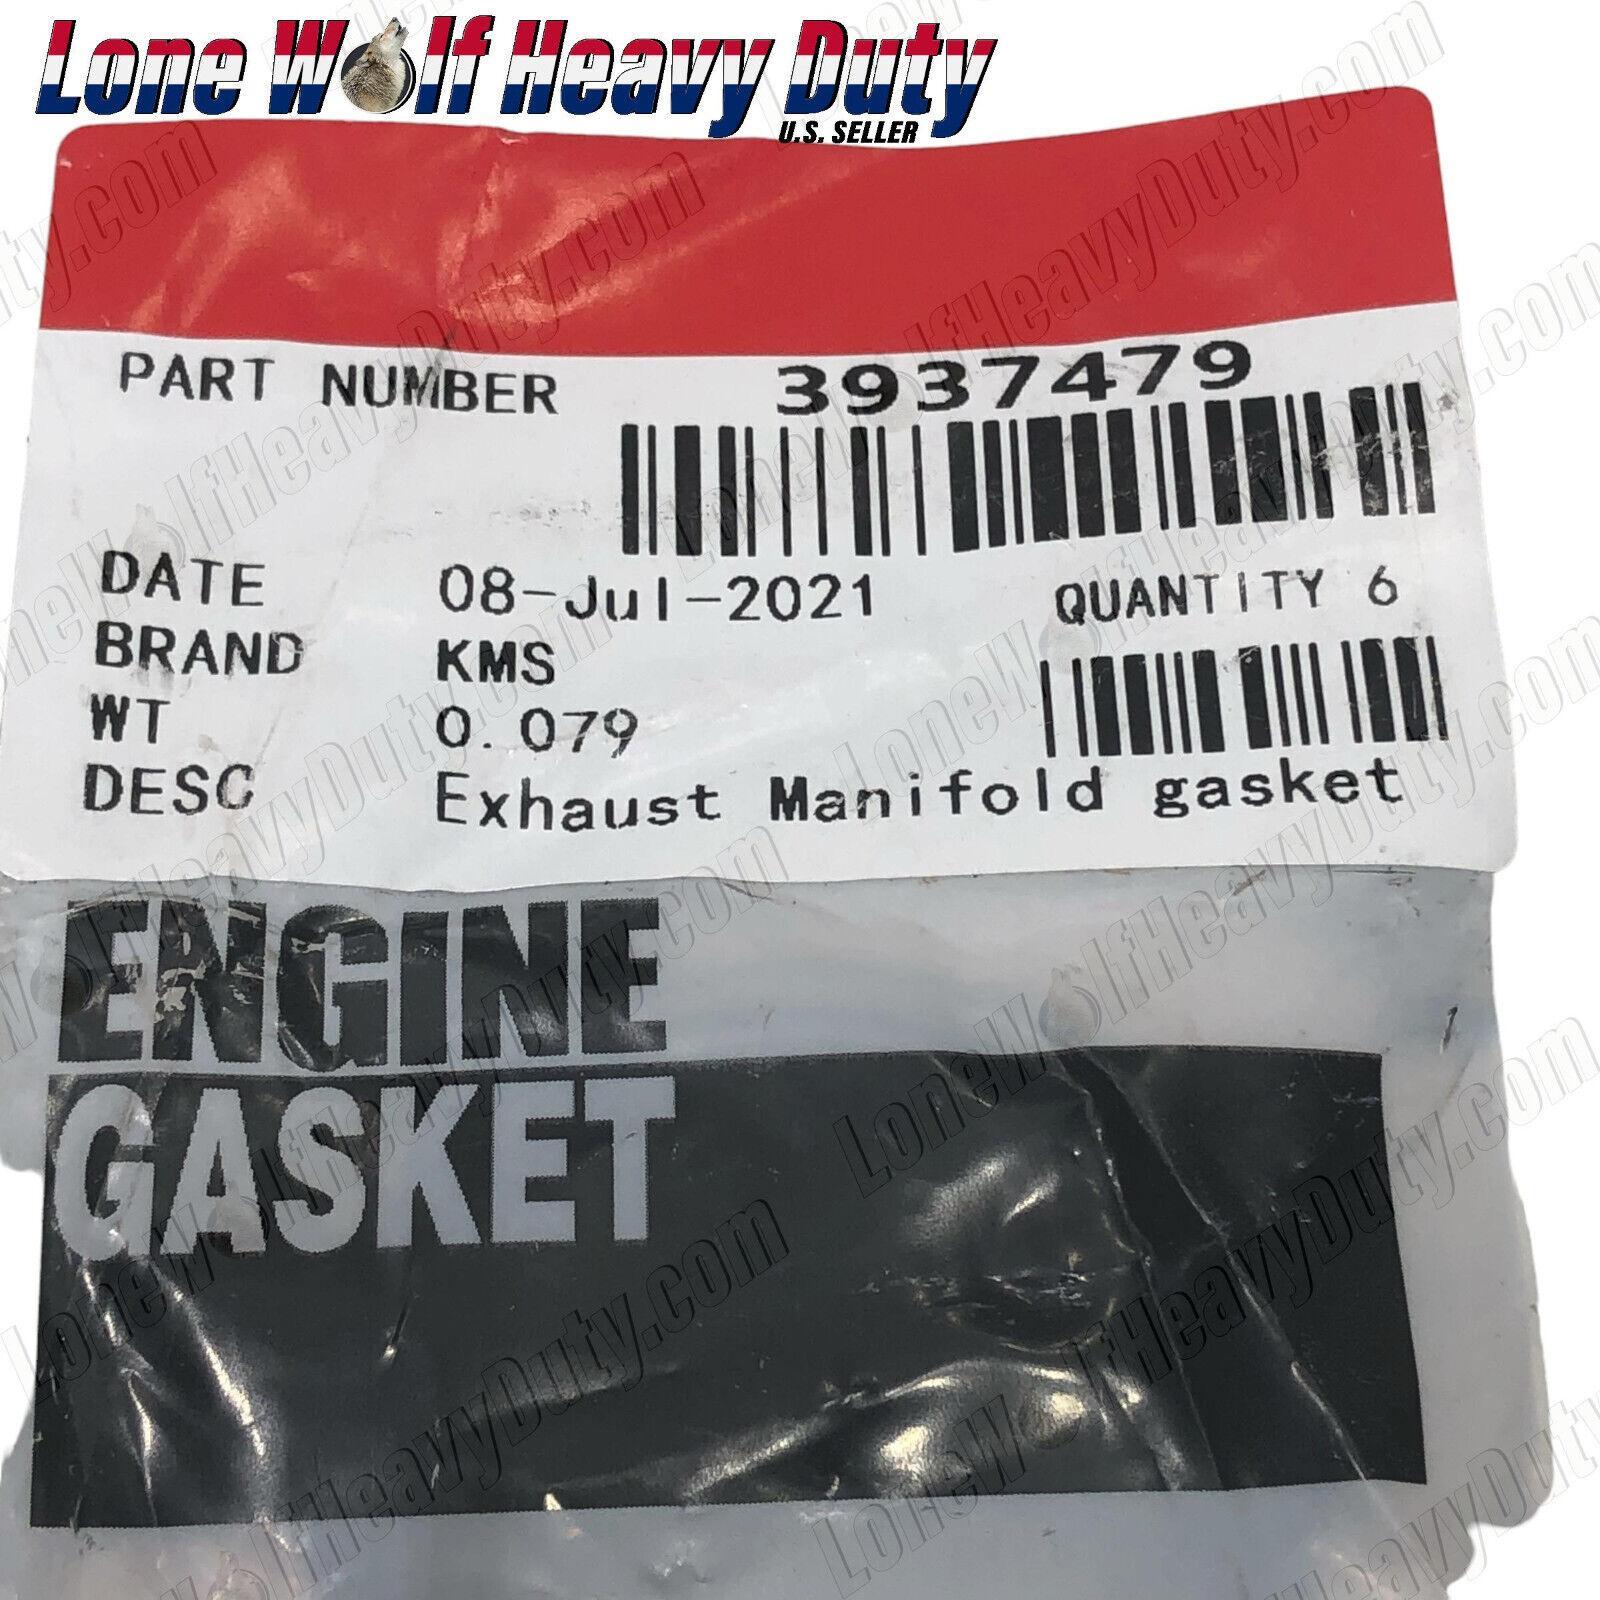 Lone Wolf Heavy Duty
U.S. SELLER
PART NUMBER 3937479
DATE 08-Jul-2021 QUANTITY 6
BRAND KMS
WT 0.079
DESC Exhaust Manifold gasket
ENGINE
GASKET
LoneWolfHeavyDuty.com